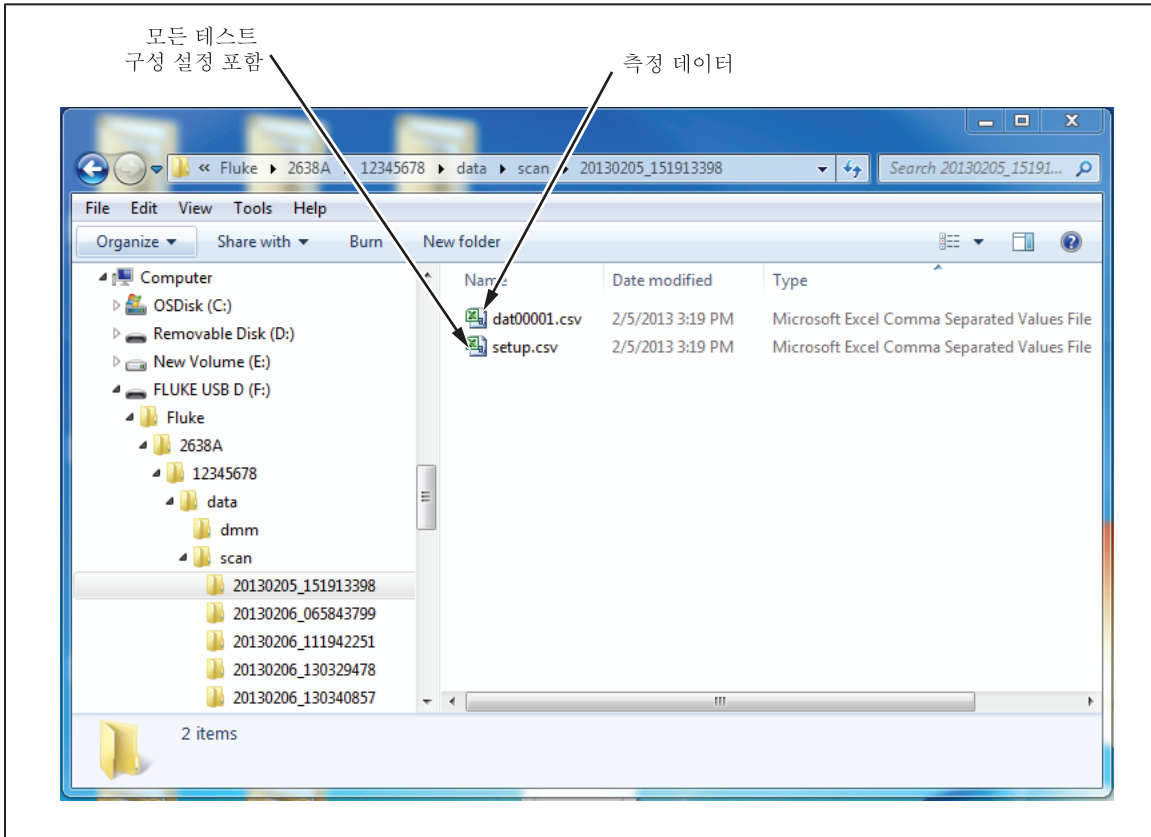 모든 테스트
구성 설정 포함
측정 데이터
« Fluke 2638A 12345678 data scan 20130205_151913398
Search 20130205_15191...
File Edit View Tools Help
Organize Share with Burn New folder
Computer
OSDisk (C:)
Removable Disk (D:)
New Volume (E:)
FLUKE USB D (F:)
Fluke
2638A
12345678
data
dmm
scan
20130205_151913398
20130206_065843799
20130206_111942251
20130206_130329478
20130206_130340857
Name Date modified Type
dat00001.csv 2/5/2013 3:19 PM Microsoft Excel Comma Separated Values File
setup.csv 2/5/2013 3:19 PM Microsoft Excel Comma Separated Values File
2 items